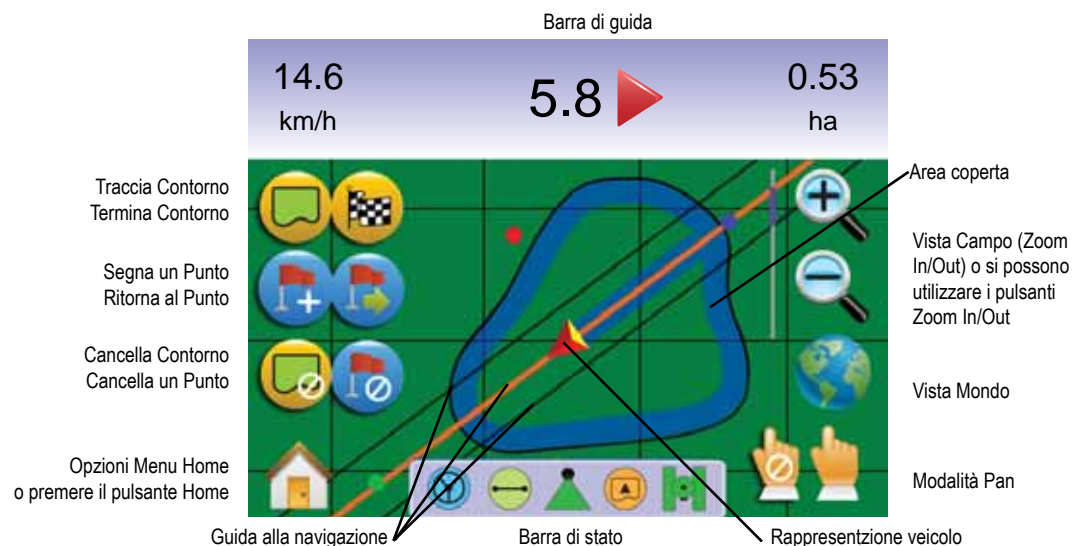 Barra di guida
14.6
km/h
5.8
0.53
ha
Traccia Contorno
Termina Contorno
Segna un Punto
Ritorna al Punto
Cancella Contorno
Cancella un Punto
Opzioni Menu Home
o premere il pulsante Home
Area coperta
Vista Campo (Zoom
In/Out) o si possono
utilizzare i pulsanti
Zoom In/Out
Vista Mondo
Modalità Pan
Guida alla navigazione
Barra di stato
Rappresentzione veicolo